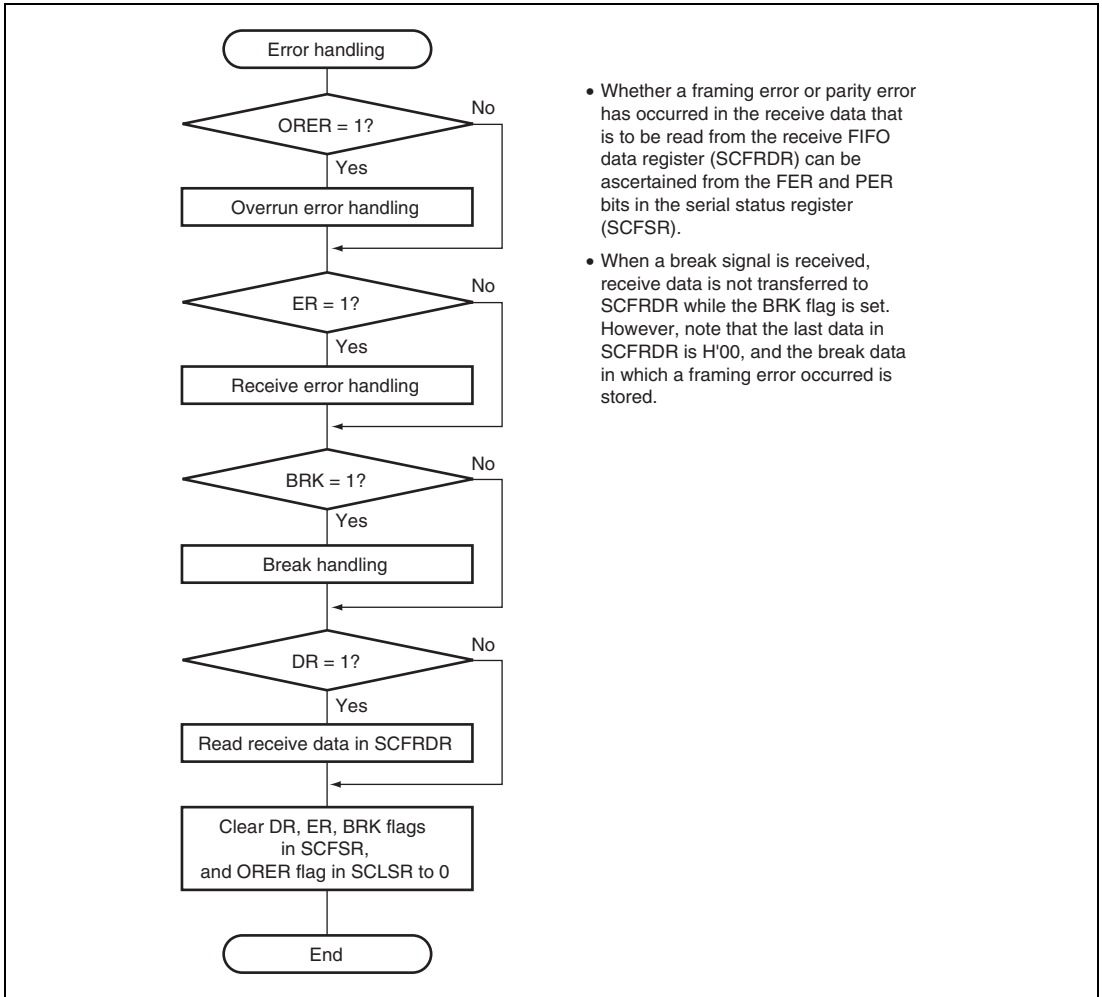 Error handling
ORER = 1?
No
Yes
Overrun error handling
ER = 1?
No
Yes
Receive error handling
BRK = 1?
No
Yes
Break handling
DR = 1?
No
Yes
Read receive data in SCFRDR
Clear DR, ER, BRK flags
in SCFSR,
and ORER flag in SCLSR to 0
End
• Whether a framing error or parity error
has occurred in the receive data that
is to be read from the receive FIFO
data register (SCFRDR) can be
ascertained from the FER and PER
bits in the serial status register
(SCFSR).
• When a break signal is received,
receive data is not transferred to
SCFRDR while the BRK flag is set.
However, note that the last data in
SCFRDR is H'00, and the break data
in which a framing error occurred is
stored.